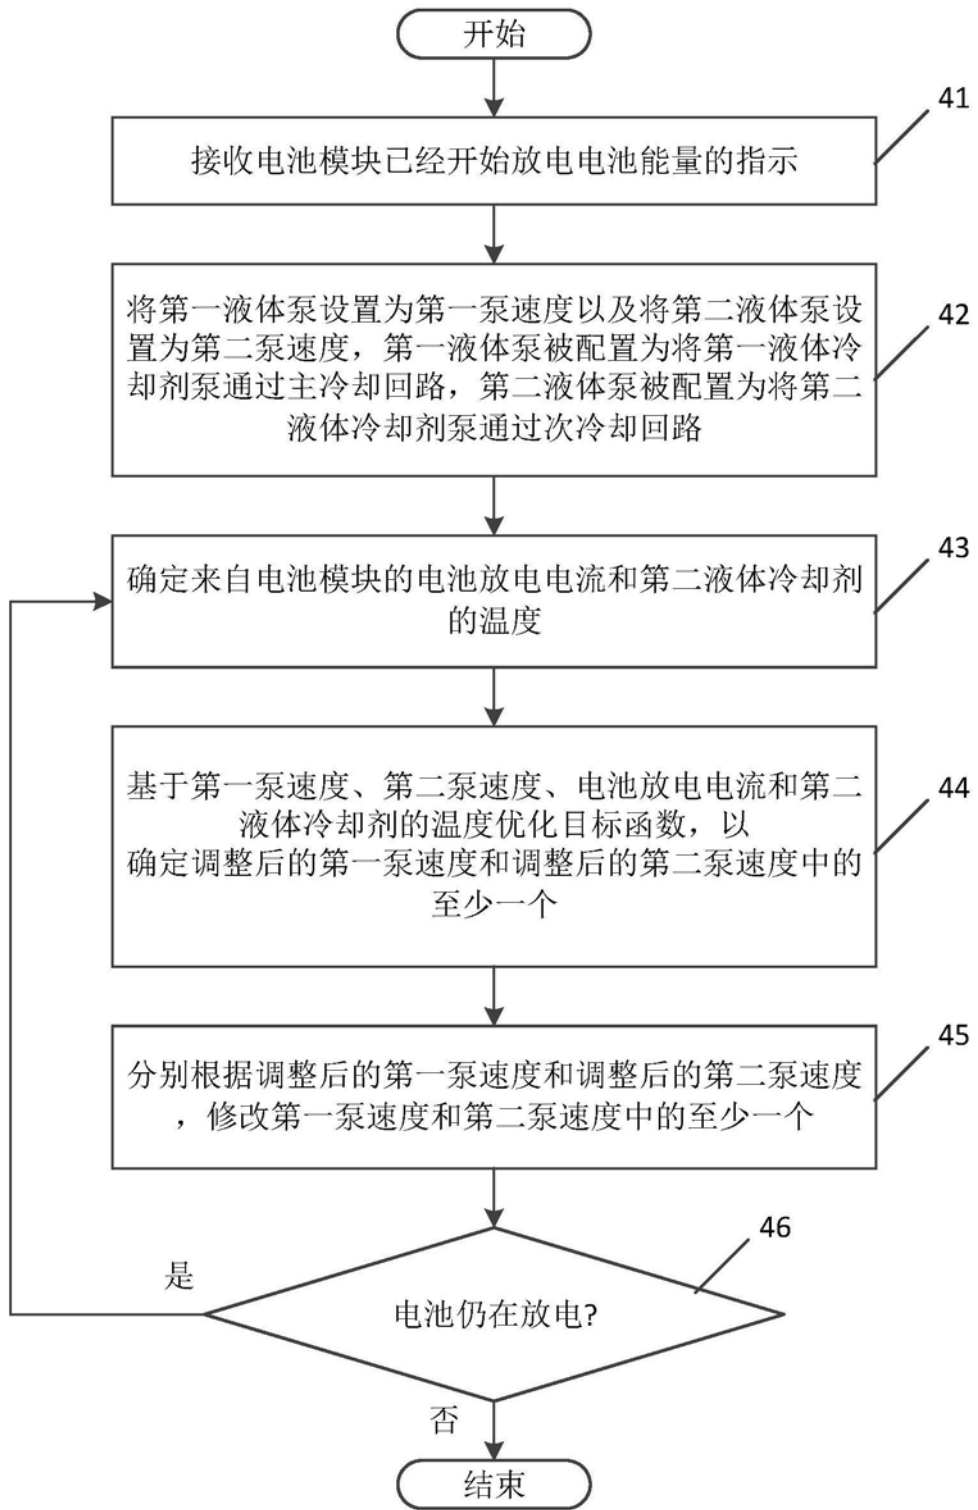 开始
41
接收电池模块已经开始放电电池能量的指示
42
将第一液体泵设置为第一泵速度以及将第二液体泵设
置为第二泵速度，第一液体泵被配置为将第一液体冷
却剂泵通过主冷却回路，第二液体泵被配置为将第二
液体冷却剂泵通过次冷却回路
43
确定来自电池模块的电池放电电流和第二液体冷却剂
的温度
44
基于第一泵速度、第二泵速度、电池放电电流和第二
液体冷却剂的温度优化目标函数，以
确定调整后的第一泵速度和调整后的第二泵速度中的
至少一个
45
分别根据调整后的第一泵速度和调整后的第二泵速度
，修改第一泵速度和第二泵速度中的至少一个
46
是
电池仍在放电?
否
结束